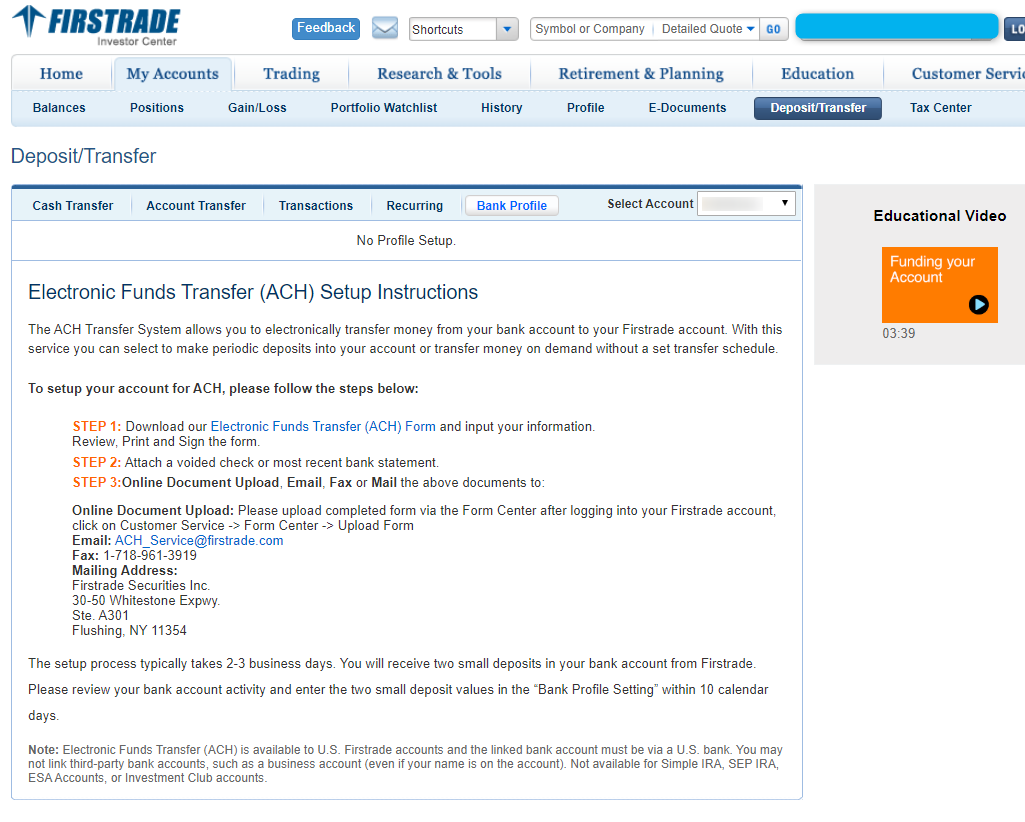 FIRSTRADE
Investor Center
Feedback
Shortcuts
Symbol or Company | Detailed Quote
GO
Home
My Accounts
Trading
Research & Tools
Retirement & Planning
Education
Customer
Balances
Positions
Gain/Loss
Portfolio Watchlist
History
Profile
E-Documents
Deposit/Transfer
Tax Center
Deposit/Transfer
Cash Transfer
Account Transfer
Transactions
Recurring
Bank Profile
Select Account
No Profile Setup.
Electronic Funds Transfer (ACH) Setup Instructions
The ACH Transfer System allows you to electronically transfer money from your bank account to your Firstrade account. With this
service you can select to make periodic deposits into your account or transfer money on demand without a set transfer schedule.
To setup your account for ACH, please follow the steps below:
STEP 1: Download our Electronic Funds Transfer (ACH) Form and input your information.
Review, Print and Sign the form.
STEP 2: Attach a voided check or most recent bank statement.
STEP 3:Online Document Upload, Email, Fax or Mail the above documents to:
Online Document Upload: Please upload completed form via the Form Center after logging into your Firstrade account,
click on Customer Service -> Form Center -> Upload Form
Email: ACH_Service@firstrade.com
Fax: 1-718-961-3919
Mailing Address:
Firstrade Securities Inc.
30-50 Whitestone Expwy.
Ste. A301
Flushing, NY 11354
The setup process typically takes 2-3 business days. You will receive two small deposits in your bank account from Firstrade.
Please review your bank account activity and enter the two small deposit values in the “Bank Profile Setting” within 10 calendar
days.
Note: Electronic Funds Transfer (ACH) is available to U.S. Firstrade accounts and the linked bank account must be via a U.S. bank. You may
not link third-party bank accounts, such as a business account (even if your name is on the account). Not available for Simple IRA, SEP IRA,
ESA Accounts, or Investment Club accounts.
Educational Video
Funding your
Account
03:39